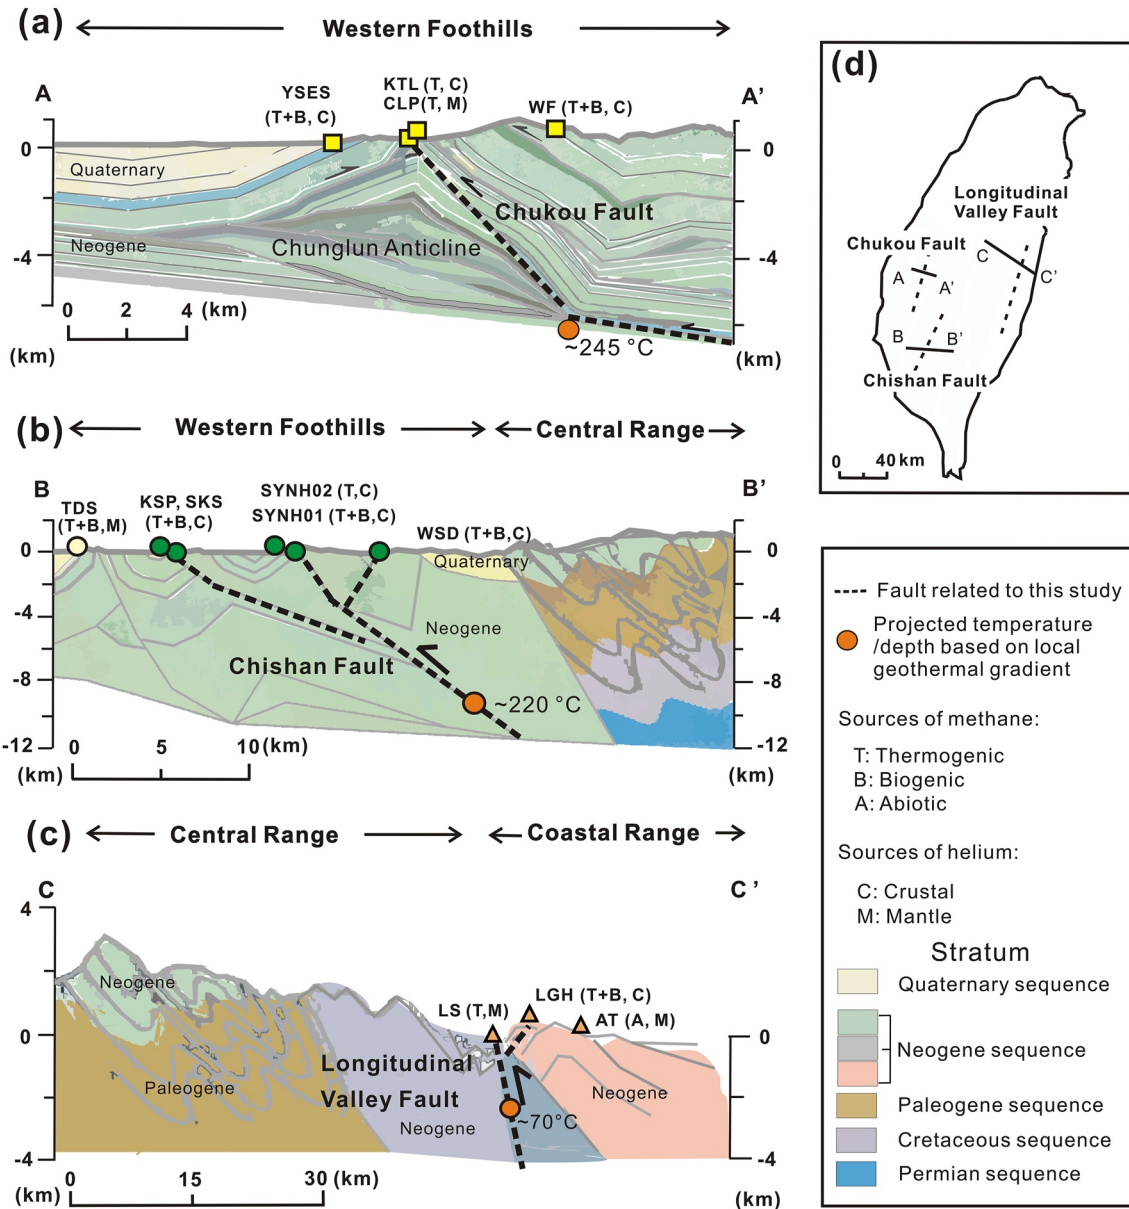 (a)
Western Foothills
A
A’
YSES
(T+B, C)
KTL (T, C)
CLP(T, M)
WF (T+B, C)
0
-4
0
-4
Quaternary
Neogene
Chunglun Anticline
Chukou Fault
~245 °C
0 2 4 (km)
(km)
(km)
(b)
Western Foothills
Central Range
B
B’
TDS
(T+B,M)
KSP, SKS
(T+B,C)
SYNH02 (T,C)
SYNH01 (T+B,C)
WSD (T+B,C)
Quaternary
0
-4
-8
-12
0
-4
-8
-12
Neogene
Chishan Fault
~220 °C
0 5 10(km)
(km)
(km)
(c)
Central Range
Coastal Range
C
C ’
4
0
-4
0
-4
Neogene
LS (T,M)
LGH (T+B, C)
AT (A, M)
Longitudinal
Valley Fault
Paleogene
Neogene
Neogene
~70°C
0 15 30 (km)
(km)
(km)
(d)
Longitudinal
Valley Fault
Chukou Fault
C
C’
A
A’
B
B’
Chishan Fault
0 40 km
Fault related to this study
Projected temperature
/depth based on local
geothermal gradient
Sources of methane:
T: Thermogenic
B: Biogenic
A: Abiotic
Sources of helium:
C: Crustal
M: Mantle
Stratum
Quaternary sequence
Neogene sequence
Paleogene sequence
Cretaceous sequence
Permian sequence